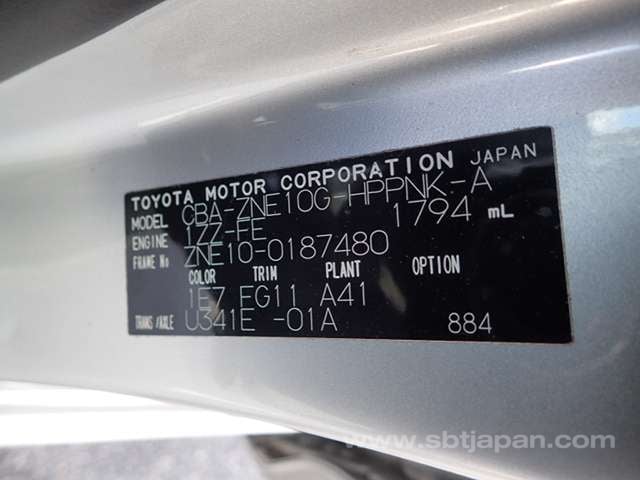 TOYOTA MOTOR CORPORATION JAPAN
MODEL CBA-ZNE10G-HPPNK-A
ENGINE 1ZZ-FE 1794 mL
FRAME No ZNE10-0187480
COLOR TRIM PLANT OPTION
1E7 FG11 A41
TRANS/AXLE U341E -01A 884
www.sbtjapan.com